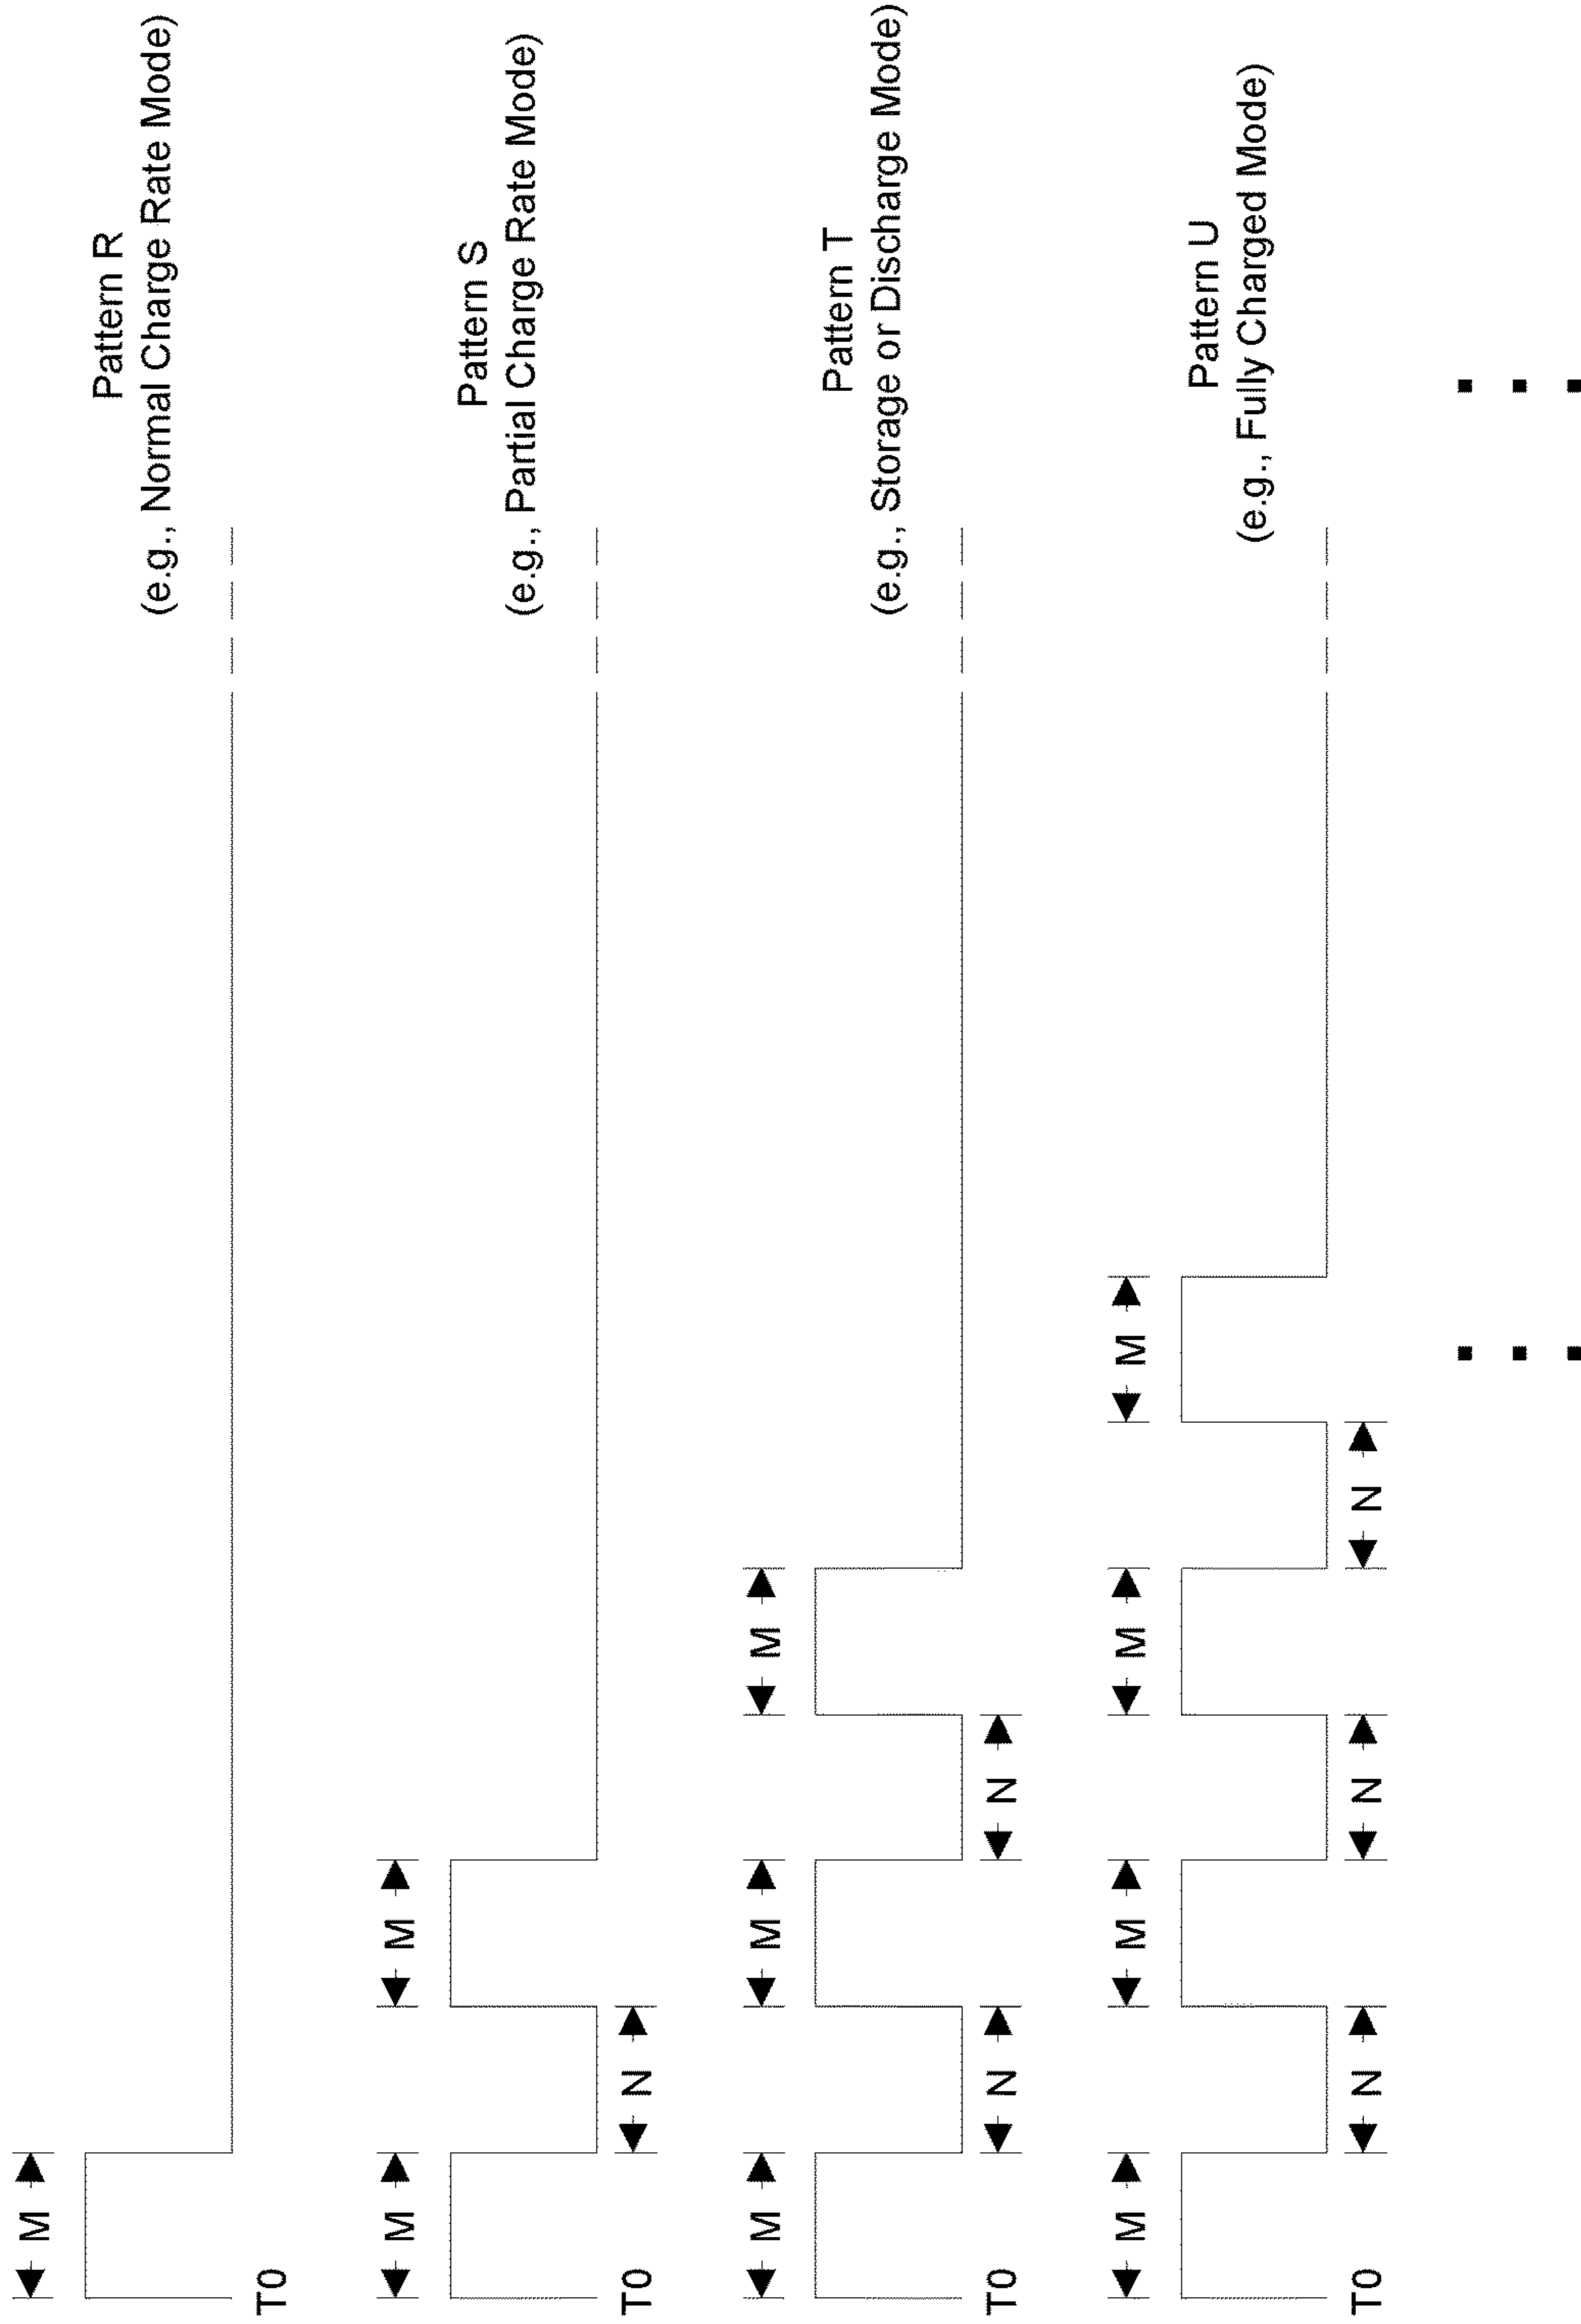 M
Pattern R
(e.g., Normal Charge Rate Mode)
T0
M M
Pattern S
(e.g., Partial Charge Rate Mode)
N
T0
M M M
Pattern T
(e.g., Storage or Discharge Mode)
N N
T0
M M M M
Pattern U
(e.g., Fully Charged Mode)
N N N
T0